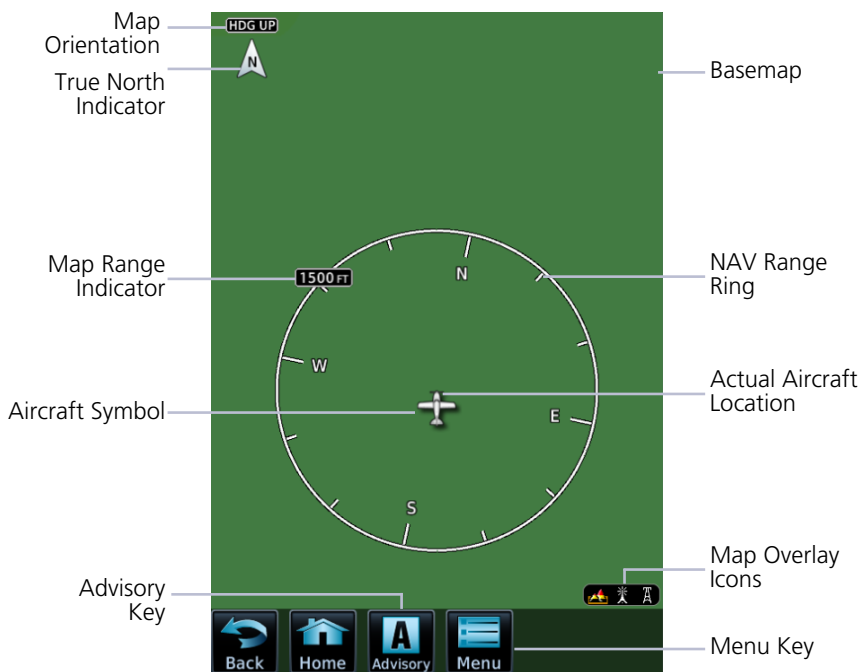 Map
Orientation
HDG UP
N
True North
Indicator
Basemap
Map Range
Indicator
1500 FT
N
NAV Range
Ring
W
Actual Aircraft
Location
Aircraft Symbol
E
S
Map Overlay
Icons
Advisory
Key
Back
Home
A
Advisory
Menu
Menu Key